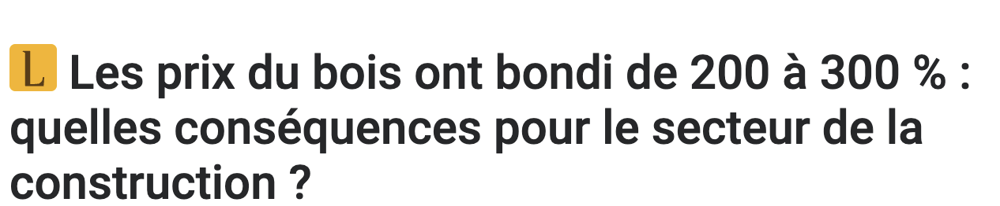 L Les prix du bois ont bondi de 200 à 300 % :
quelles conséquences pour le secteur de la
construction ?